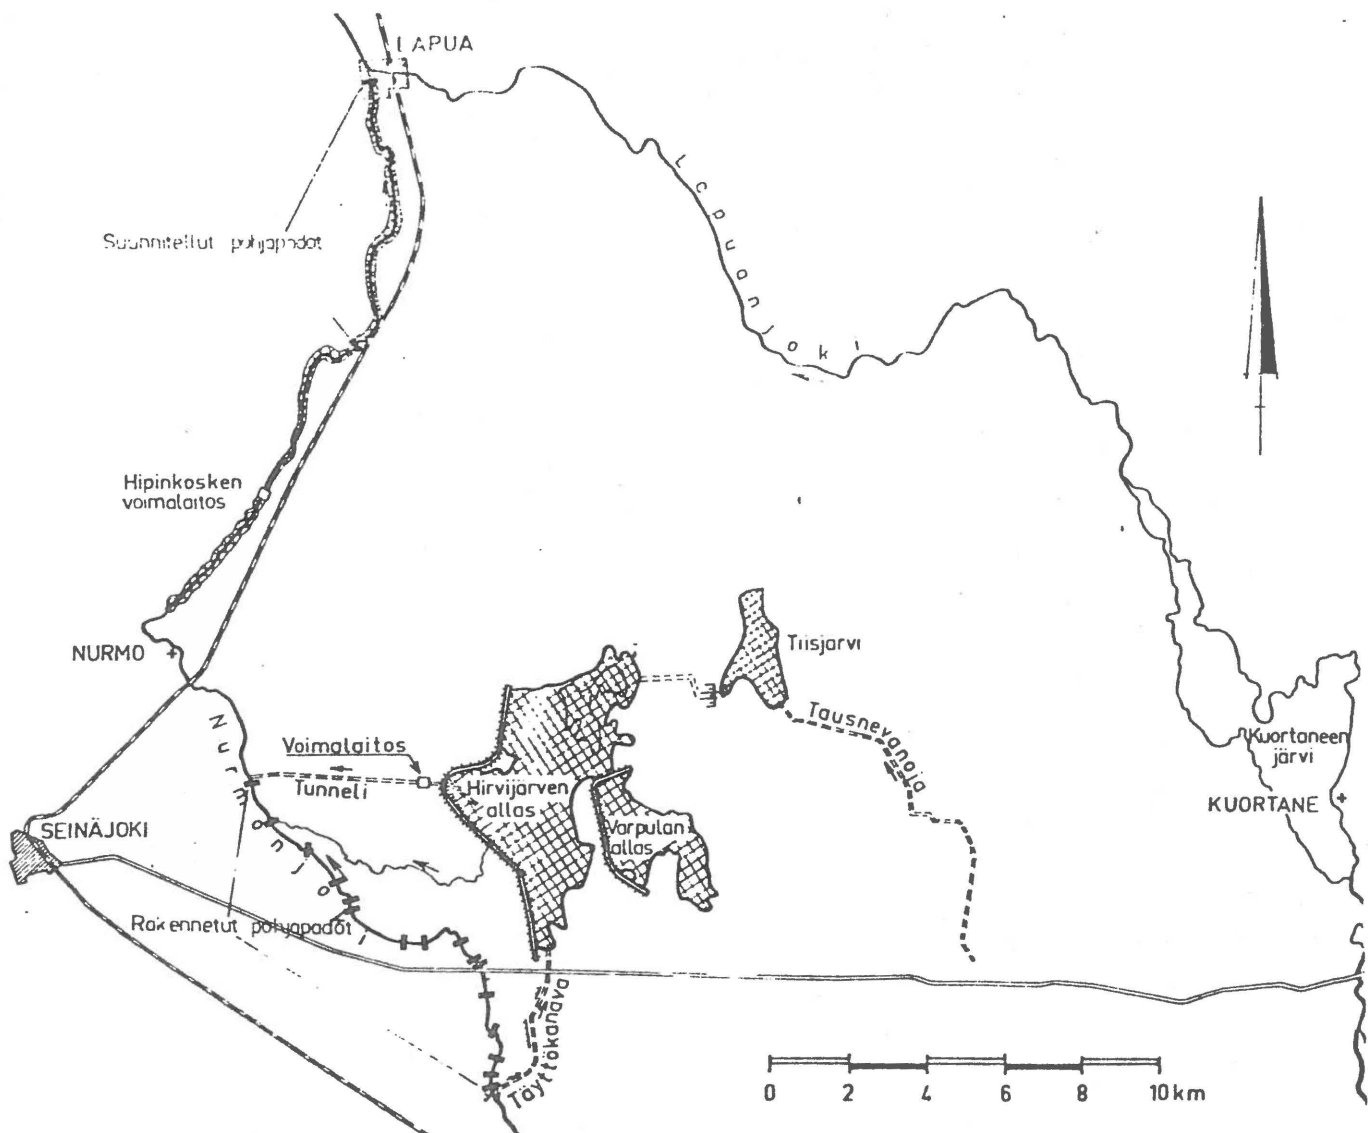 LAPUA
Lapuanjoki
Suunnitellut pohjapadot
Hipinkosken
voimalaitos
NURMO
Tiisjärvi
Tausnevanoja
Nurmonjoki
Voimalaitos
Tunneli
Hirvijärven
allas
Varpulan
allas
Kuortaneen
järvi
KUORTANE
SEINÄJOKI
Rakennetut pohjapadot
Täyttökanava
0 2 4 6 8 10 km